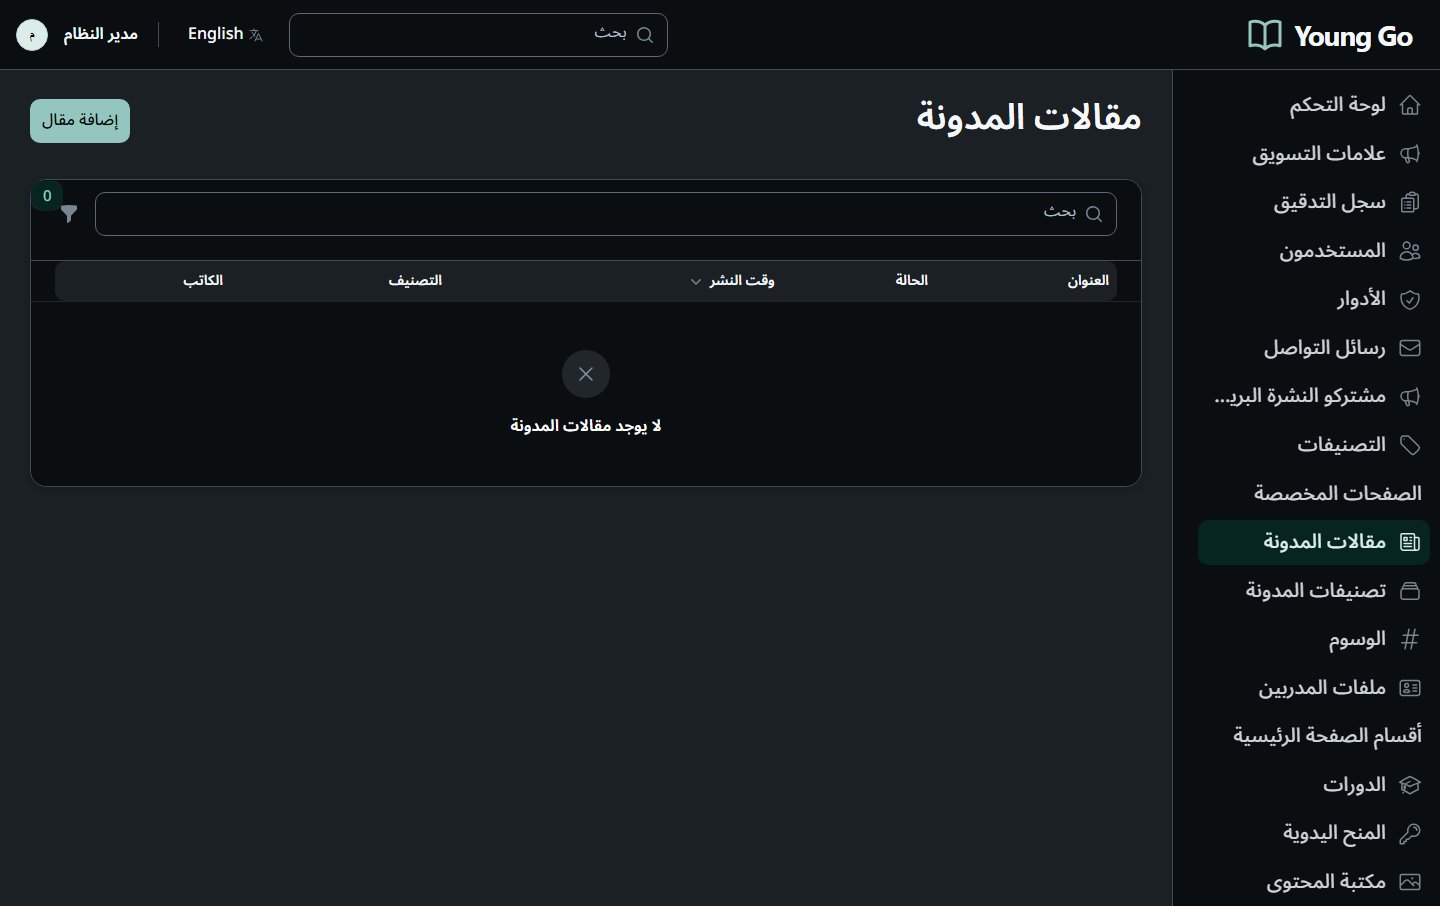 Young Go
بحث
English
مدير النظام
م
لوحة التحكم
علامات التسويق
سجل التدقيق
المستخدمون
الأدوار
رسائل التواصل
مشتركو النشرة البريـ...
التصنيفات
الصفحات المخصصة
مقالات المدونة
تصنيفات المدونة
الوسوم
ملفات المدربين
أقسام الصفحة الرئيسية
الدورات
المنح اليدوية
مكتبة المحتوى
مقالات المدونة
إضافة مقال
بحث
0
العنوان الحالة وقت النشر التصنيف الكاتب
لا يوجد مقالات المدونة